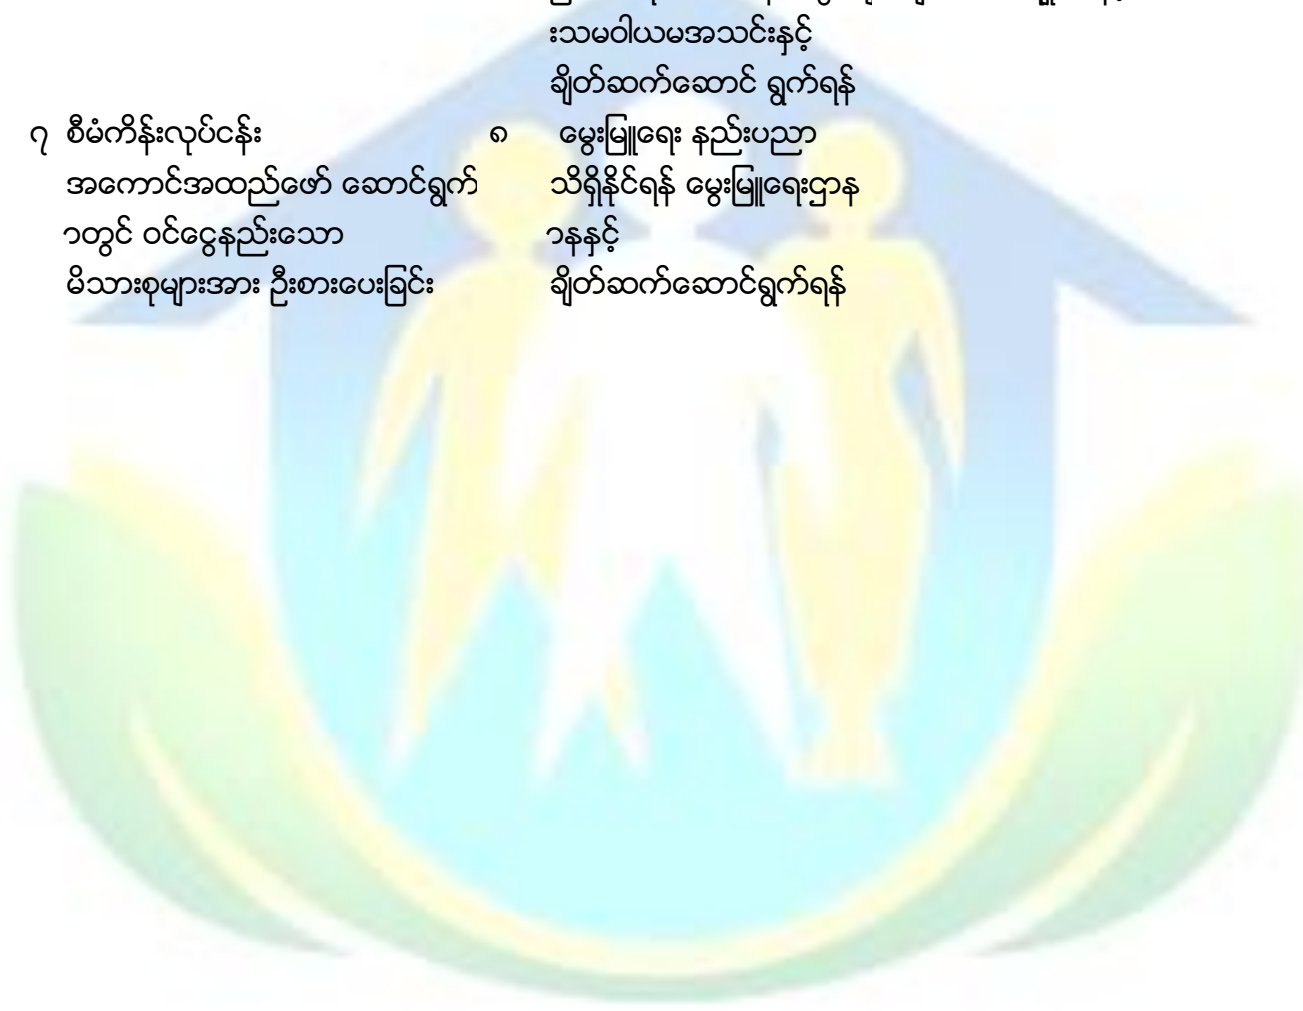 းသမဝါယမအသင်းနှင့်
ချိတ်ဆက်ဆောင် ရွက်ရန်
၇ စီမံကိန်းလုပ်ငန်း
အကောင်အထည်ဖော် ဆောင်ရွက်
ာတွင် ဝင်ငွေနည်းသော
မိသားစုများအား ဦးစားပေးခြင်း
၈ မွေးမြူရေး နည်းပညာ
သိရှိနိုင်ရန် မွေးမြူရေးဌာန
ာနနှင့်
ချိတ်ဆက်ဆောင်ရွက်ရန်